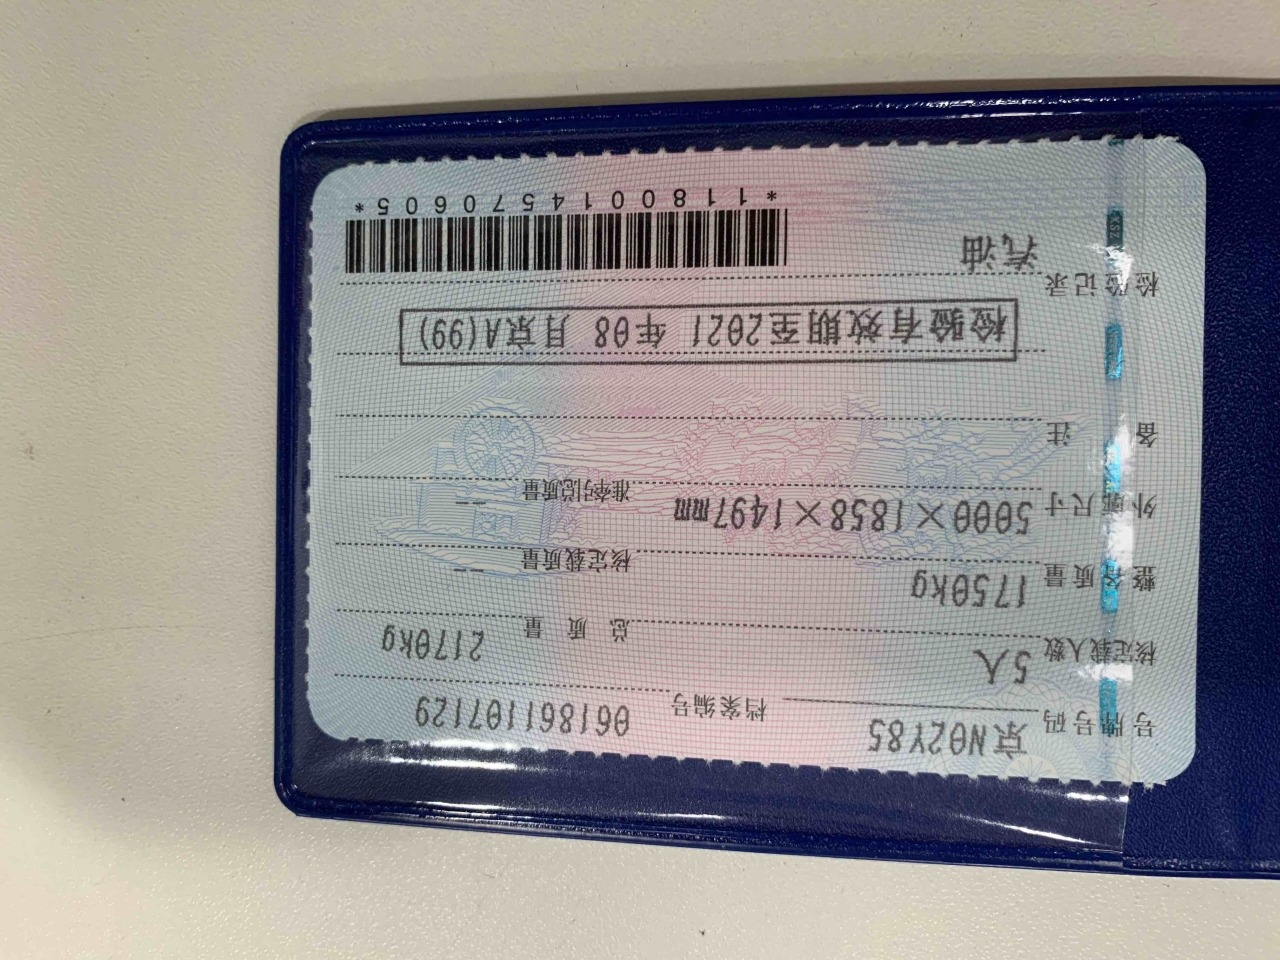 号牌号码 京N02Y85 档案编号 061861107129
核定载人数 5人 总质量 2170kg
整备质量 1750kg 核定载质量 --
外廓尺寸 5000×1858×1497mm 准牵引总质量 --
备注
检验有效期至2021 年08 月京A(99)
检验记录
汽油
*1180014570605*